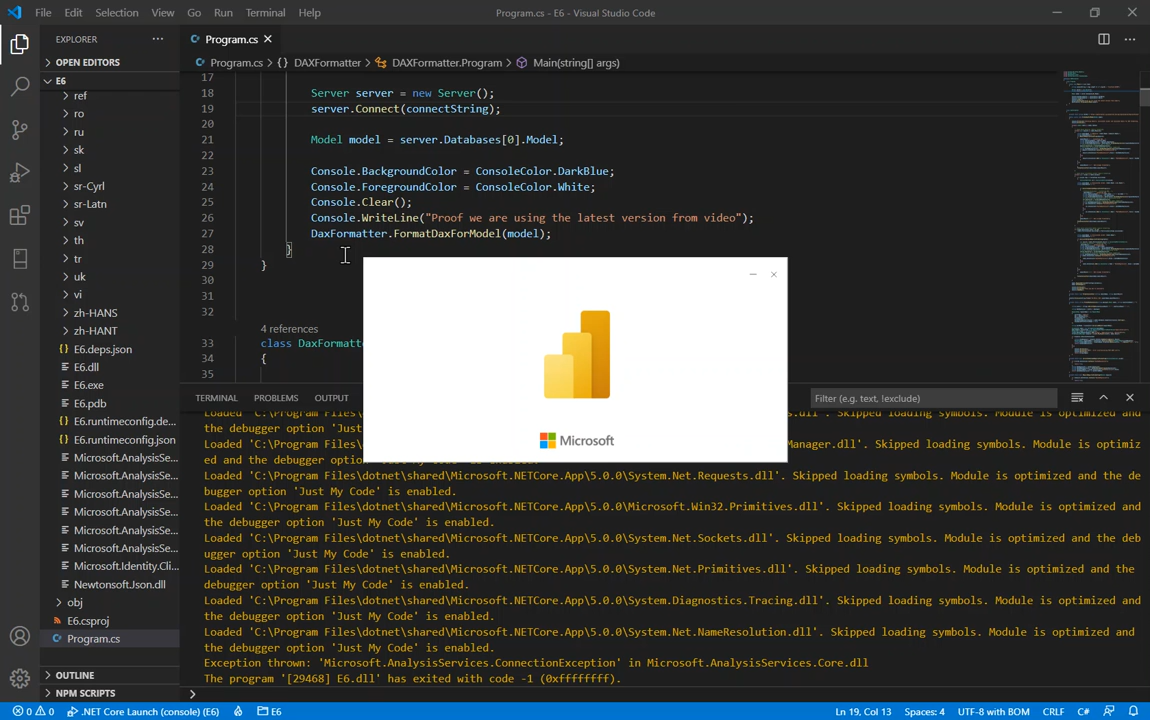 File Edit Selection View Go Run Terminal Help Program.cs - E6 - Visual Studio Code
EXPLORER
Program.cs
OPEN EDITORS
Program.cs DAXFormatter DAXFormatter.Program Main(string[] args)
E6
ref
ro
ru
sk
sl
sr-Cyrl
sr-Latn
sv
th
tr
uk
vi
zh-HANS
zh-HANT
E6.deps.json
E6.dll
E6.exe
E6.pdb
E6.runtimeconfig.de...
E6.runtimeconfig.json
Microsoft.AnalysisSe...
Microsoft.AnalysisSe...
Microsoft.AnalysisSe...
Microsoft.AnalysisSe...
Microsoft.AnalysisSe...
Microsoft.AnalysisSe...
Microsoft.Identity.Cli...
Newtonsoft.Json.dll
obj
E6.csproj
Program.cs
OUTLINE
NPM SCRIPTS
17
18 Server server = new Server();
19 server.Connect(connectString);
20
21 Model model = server.Databases[0].Model;
22
23 Console.BackgroundColor = ConsoleColor.DarkBlue;
24 Console.ForegroundColor = ConsoleColor.White;
25 Console.Clear();
26 Console.WriteLine("Proof we are using the latest version from video");
27 DaxFormatter.FormatDaxForModel(model);
28 }
29 }
30
31
32
4 references
33 class DaxFormatte
34 {
35
Microsoft
TERMINAL PROBLEMS OUTPUT Filter (e.g. text, !exclude)
the debugger option 'Just
Loaded 'C:\Program Files\ Manager.dll'. Skipped loading symbols. Module is optimiz
ed and the debugger optio
Loaded 'C:\Program Files\dotnet\shared\Microsoft.NETCore.App\5.0.0\System.Net.Requests.dll'. Skipped loading symbols. Module is optimized and the de
bugger option 'Just My Code' is enabled.
Loaded 'C:\Program Files\dotnet\shared\Microsoft.NETCore.App\5.0.0\Microsoft.Win32.Primitives.dll'. Skipped loading symbols. Module is optimized and
the debugger option 'Just My Code' is enabled.
Loaded 'C:\Program Files\dotnet\shared\Microsoft.NETCore.App\5.0.0\System.Net.Sockets.dll'. Skipped loading symbols. Module is optimized and the deb
ugger option 'Just My Code' is enabled.
Loaded 'C:\Program Files\dotnet\shared\Microsoft.NETCore.App\5.0.0\System.Net.Primitives.dll'. Skipped loading symbols. Module is optimized and the
debugger option 'Just My Code' is enabled.
Loaded 'C:\Program Files\dotnet\shared\Microsoft.NETCore.App\5.0.0\System.Diagnostics.Tracing.dll'. Skipped loading symbols. Module is optimized and
the debugger option 'Just My Code' is enabled.
Loaded 'C:\Program Files\dotnet\shared\Microsoft.NETCore.App\5.0.0\System.Net.NameResolution.dll'. Skipped loading symbols. Module is optimized and
the debugger option 'Just My Code' is enabled.
Exception thrown: 'Microsoft.AnalysisServices.ConnectionException' in Microsoft.AnalysisServices.Core.dll
The program '[29468] E6.dll' has exited with code -1 (0xffffffff).
0 0 .NET Core Launch (console) (E6) E6 Ln 19, Col 13 Spaces: 4 UTF-8 with BOM CRLF C#